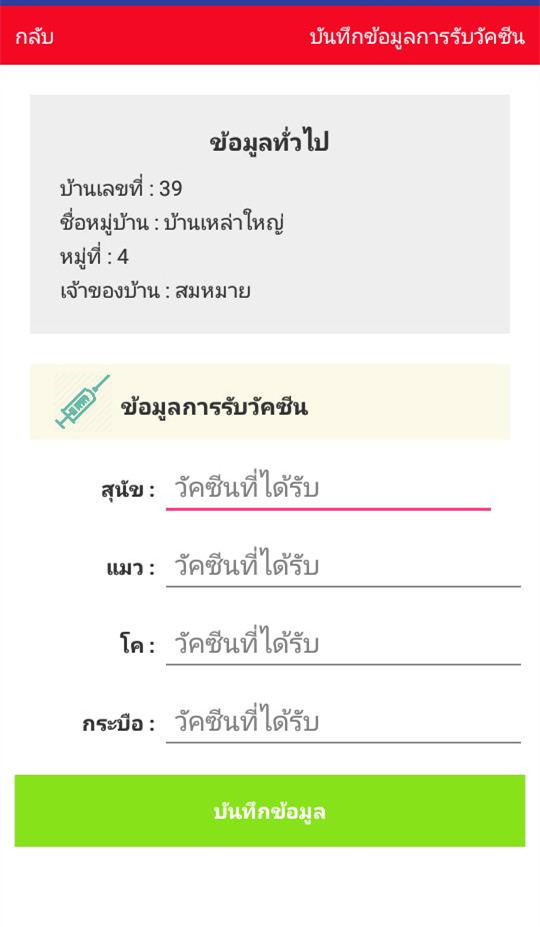 กลับ บันทึกข้อมูลการรับวัคซีน
ข้อมูลทั่วไป
บ้านเลขที่ : 39
ชื่อหมู่บ้าน : บ้านเหล่าใหญ่
หมู่ที่ : 4
เจ้าของบ้าน : สมหมาย
ข้อมูลการรับวัคซีน
สุนัข : วัคซีนที่ได้รับ
แมว : วัคซีนที่ได้รับ
โค : วัคซีนที่ได้รับ
กระบือ : วัคซีนที่ได้รับ
บันทึกข้อมูล